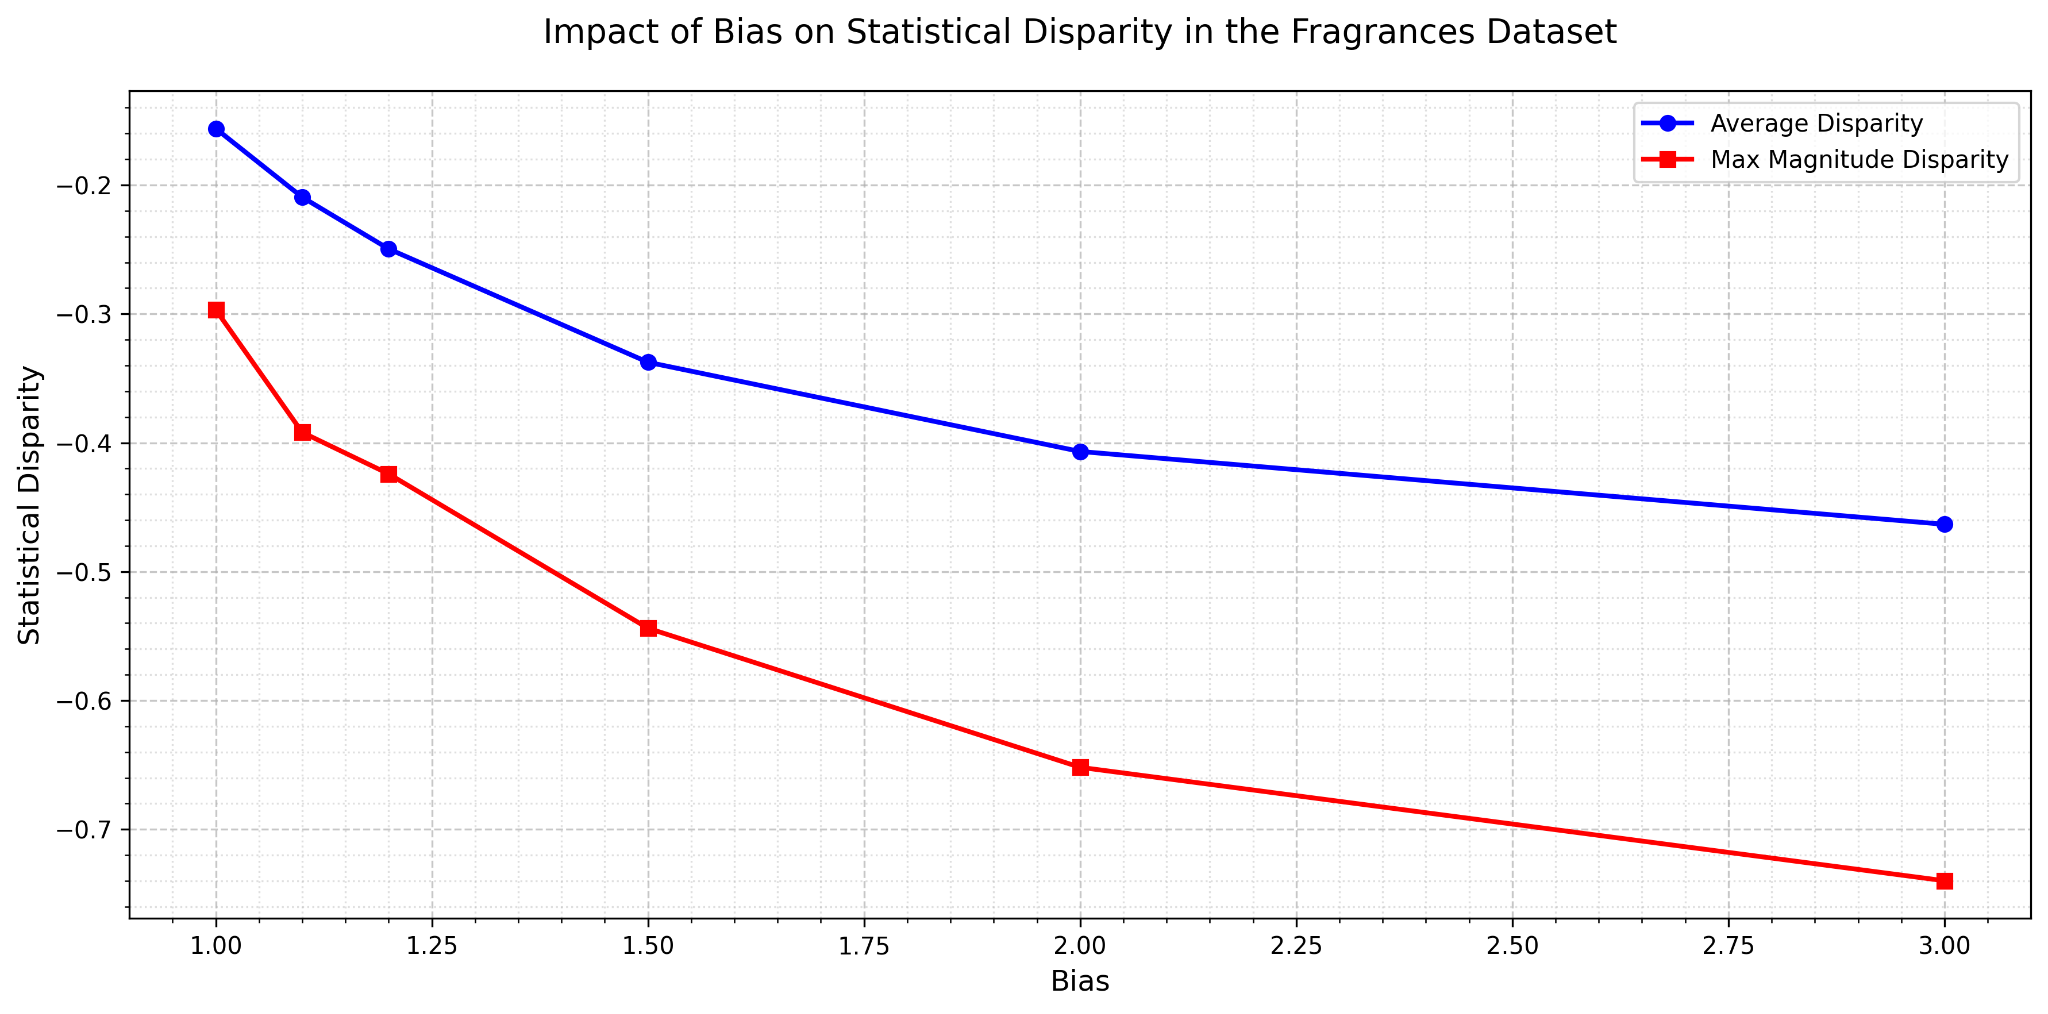 Impact of Bias on Statistical Disparity in the Fragrances Dataset
Average Disparity
Max Magnitude Disparity
Statistical Disparity
−0.2
−0.3
−0.4
−0.5
−0.6
−0.7
1.00 1.25 1.50 1.75 2.00 2.25 2.50 2.75 3.00
Bias